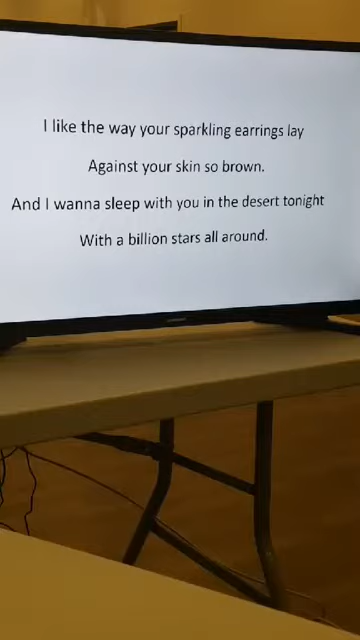 I like the way your sparkling earrings lay
Against your skin so brown.
And I wanna sleep with you in the desert tonight
With a billion stars all around.